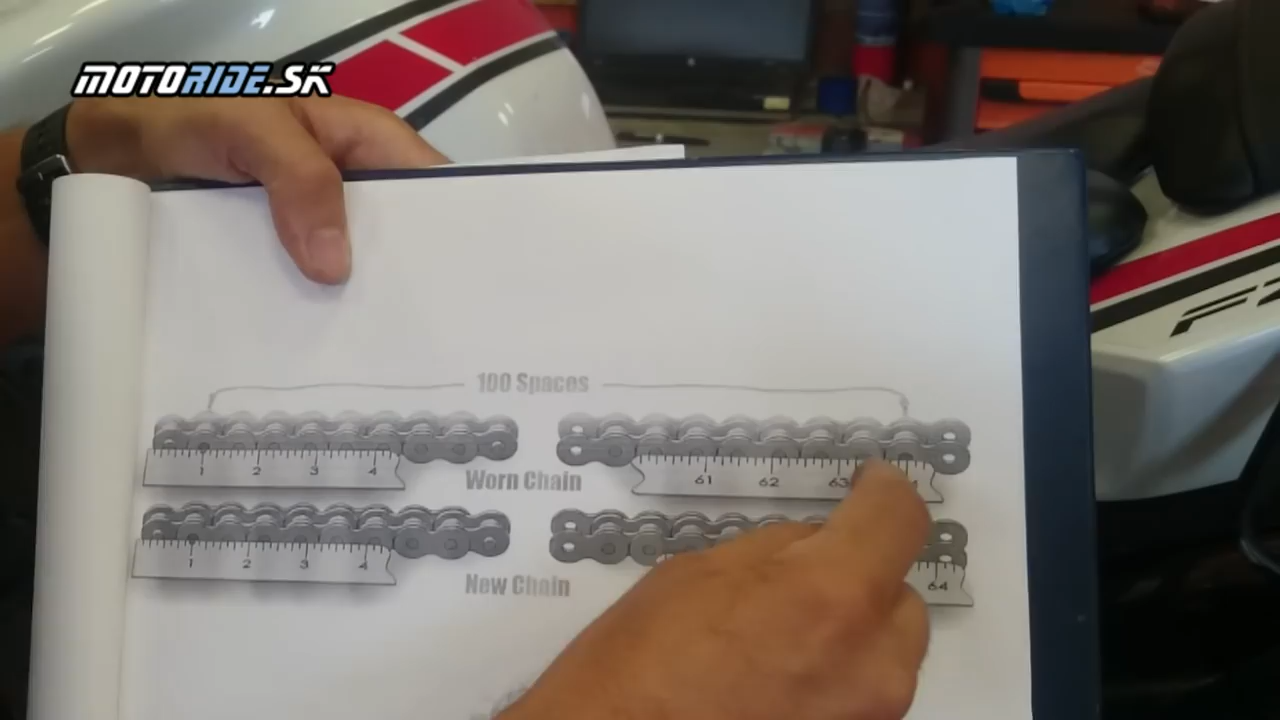 MOTORIDE.SK
100 Spaces
1 2 3 4
61 62 63
Worn Chain
1 2 3 4
64
New Chain